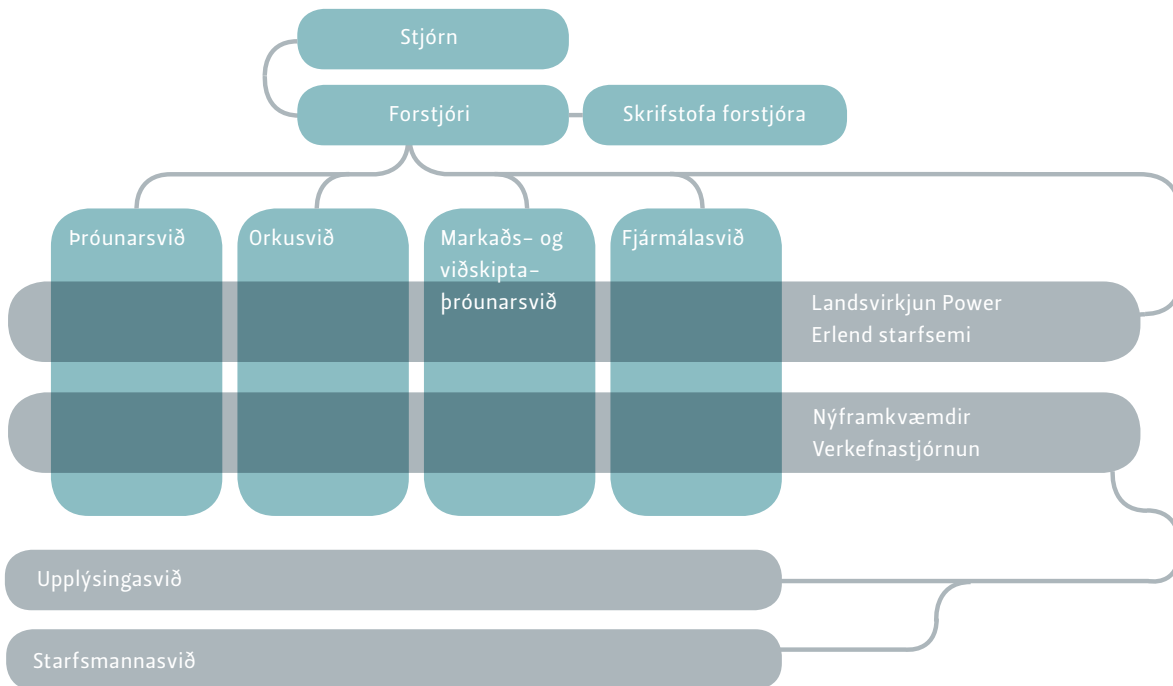 Stjórn
Forstjóri
Skrifstofa forstjóra
Þróunarsvið
Orkusvið
Markaðs- og
viðskipta-
þróunarsvið
Fjármálasvið
Landsvirkjun Power
Erlend starfsemi
Nýframkvæmdir
Verkefnastjórnun
Upplýsingasvið
Starfsmannasvið